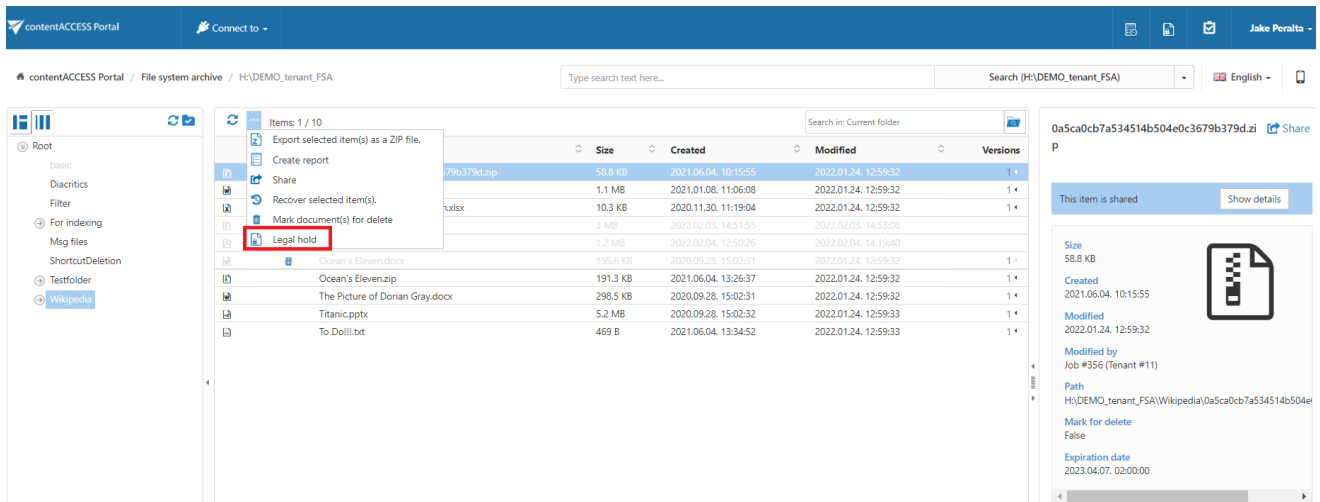 contentACCESS Portal
Connect to
Jake Peralta
contentACCESS Portal / File system archive / H:\DEMO_tenant_FSA
Type search text here...
Search (H:\DEMO_tenant_FSA)
English
Root
basic
Diacritics
Filter
For indexing
Msg files
ShortcutDeletion
Testfolder
Wikipedia
Items: 1 / 10
Search in: Current folder
Export selected item(s) as a ZIP file.
Create report
Share
Recover selected item(s).
Mark document(s) for delete
Legal hold
Size Created Modified Versions
79b379d.zip 58.8 KB 2021.06.04. 10:15:55 2022.01.24. 12:59:32 1
1.1 MB 2021.01.08. 11:06:08 2022.01.24. 12:59:32 1
.xlsx 10.3 KB 2020.11.30. 11:19:04 2022.01.24. 12:59:32 1
3 MB 2022.02.03. 14:51:55 2022.02.03. 14:53:08
1.2 MB 2022.02.04. 12:50:26 2022.02.04. 14:19:40
Ocean's Eleven.docx 195.6 KB 2020.09.28. 15:02:31 2022.01.24. 12:59:32 1
Ocean's Eleven.zip 191.3 KB 2021.06.04. 13:26:37 2022.01.24. 12:59:32 1
The Picture of Dorian Gray.docx 298.5 KB 2020.09.28. 15:02:31 2022.01.24. 12:59:32 1
Titanic.pptx 5.2 MB 2020.09.28. 15:02:32 2022.01.24. 12:59:33 1
To Do!!!.txt 469 B 2021.06.04. 13:34:52 2022.01.24. 12:59:33 1
0a5ca0cb7a534514b504e0c3679b379d.zi Share
p
This item is shared Show details
Size
58.8 KB
Created
2021.06.04. 10:15:55
Modified
2022.01.24. 12:59:32
Modified by
Job #356 (Tenant #11)
Path
H:\DEMO_tenant_FSA\Wikipedia\0a5ca0cb7a534514b504e
Mark for delete
False
Expiration date
2023.04.07. 02:00:00